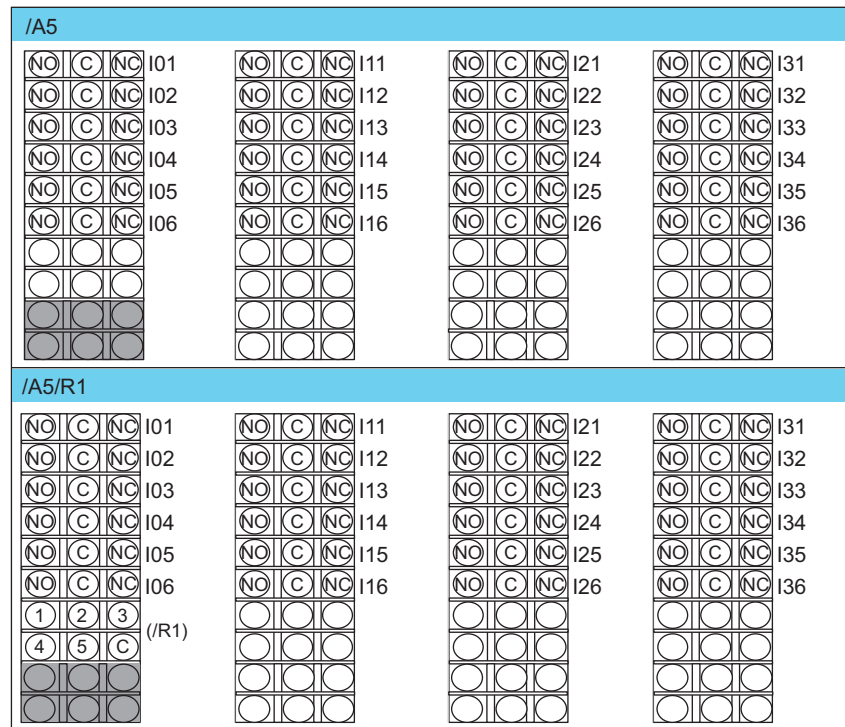 /A5
NO C NC I01 NO C NC I11 NO C NC I21 NO C NC I31
NO C NC I02 NO C NC I12 NO C NC I22 NO C NC I32
NO C NC I03 NO C NC I13 NO C NC I23 NO C NC I33
NO C NC I04 NO C NC I14 NO C NC I24 NO C NC I34
NO C NC I05 NO C NC I15 NO C NC I25 NO C NC I35
NO C NC I06 NO C NC I16 NO C NC I26 NO C NC I36
/A5/R1
NO C NC I01 NO C NC I11 NO C NC I21 NO C NC I31
NO C NC I02 NO C NC I12 NO C NC I22 NO C NC I32
NO C NC I03 NO C NC I13 NO C NC I23 NO C NC I33
NO C NC I04 NO C NC I14 NO C NC I24 NO C NC I34
NO C NC I05 NO C NC I15 NO C NC I25 NO C NC I35
NO C NC I06 NO C NC I16 NO C NC I26 NO C NC I36
1 2 3
(/R1)
4 5 C